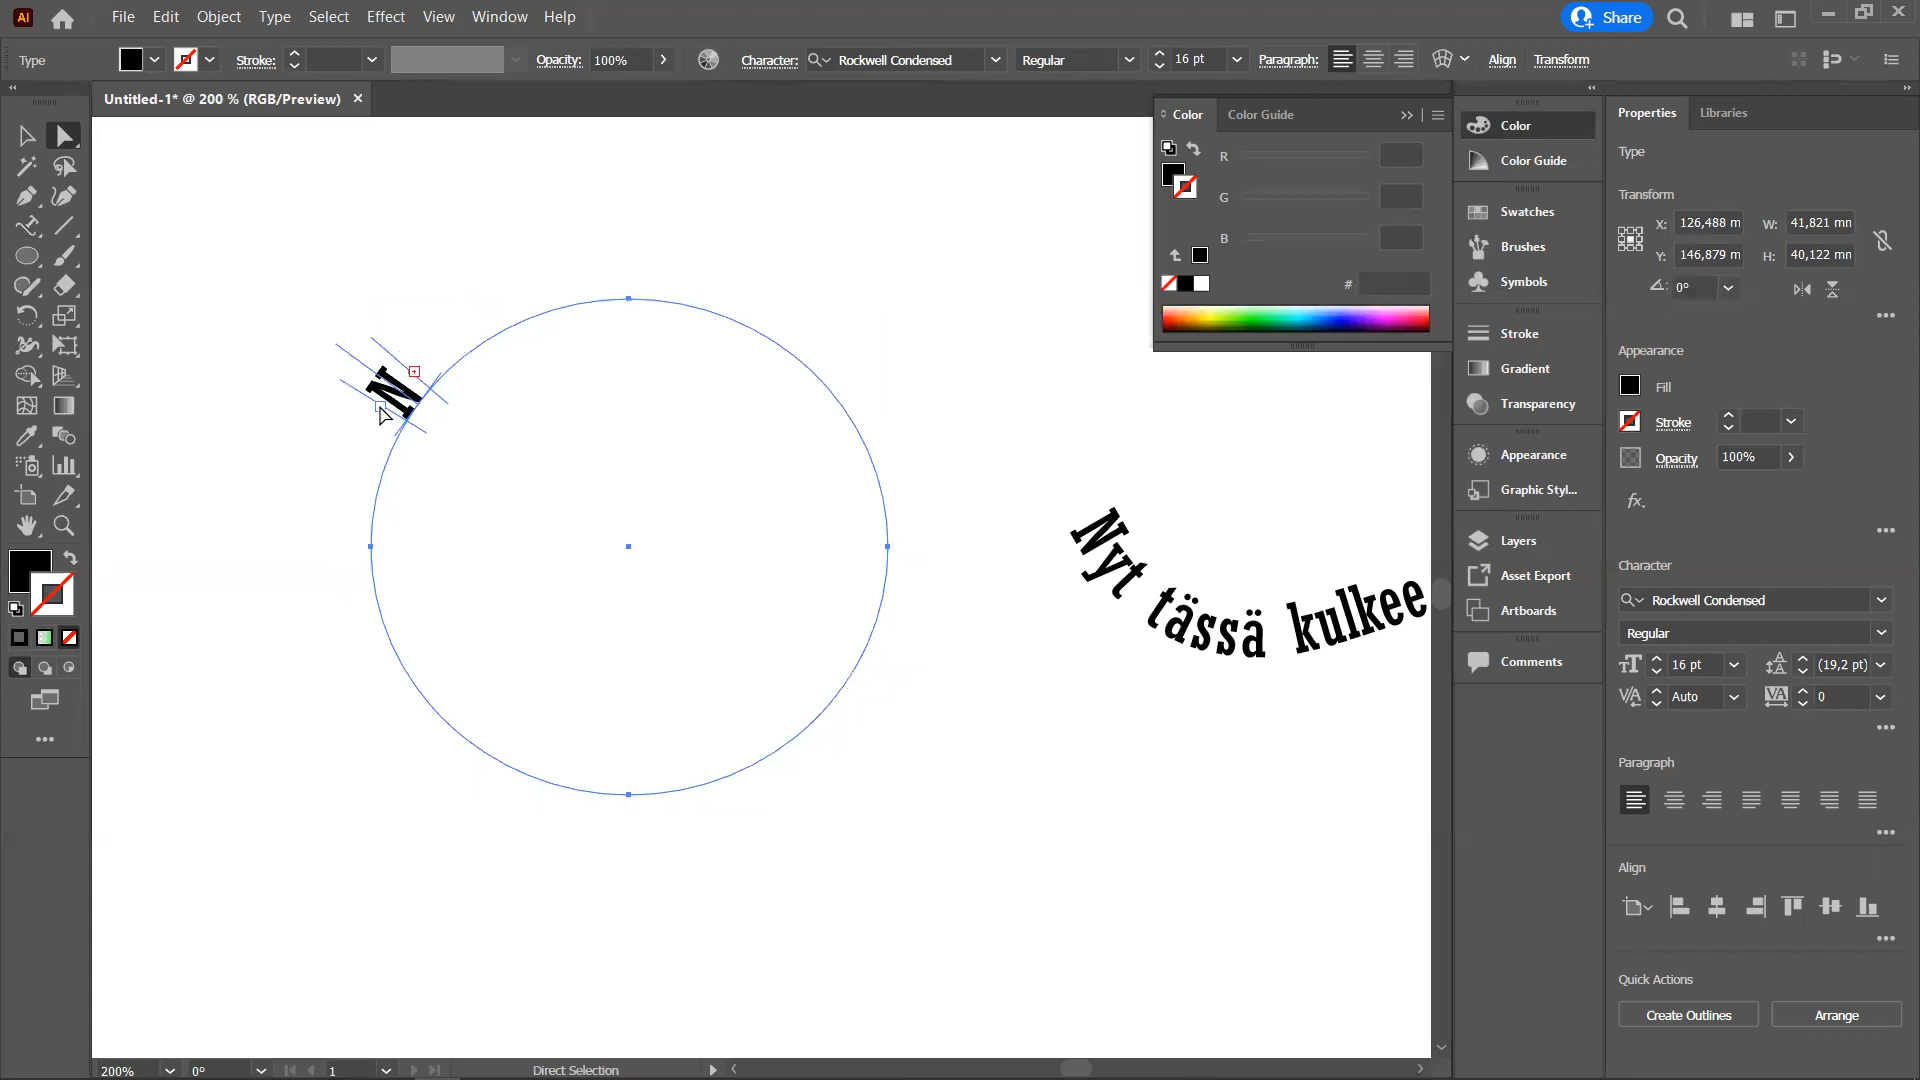 Ai File Edit Object Type Select Effect View Window Help Share
Type Stroke: Opacity: 100% Character: Rockwell Condensed Regular 16 pt Paragraph: Align Transform
Untitled-1* @ 200 % (RGB/Preview)
Color Color Guide
R
G
B
#
Color
Color Guide
Swatches
Brushes
Symbols
Stroke
Gradient
Transparency
Appearance
Graphic Styl...
Layers
Asset Export
Artboards
Comments
Properties Libraries
Type
Transform
X: 126,488 m W: 41,821 mn
Y: 146,879 m H: 40,122 mn
0°
Appearance
Fill
Stroke
Opacity 100%
fx.
Character
Rockwell Condensed
Regular
16 pt (19,2 pt)
Auto 0
Paragraph
Align
Quick Actions
Create Outlines Arrange
N
Nyt tässä kulkee
200% 0° 1 Direct Selection